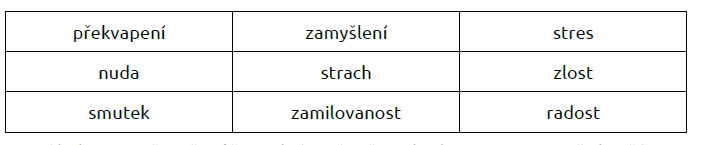 překvapení zamyšlení stres
nuda strach zlost
smutek zamilovanost radost